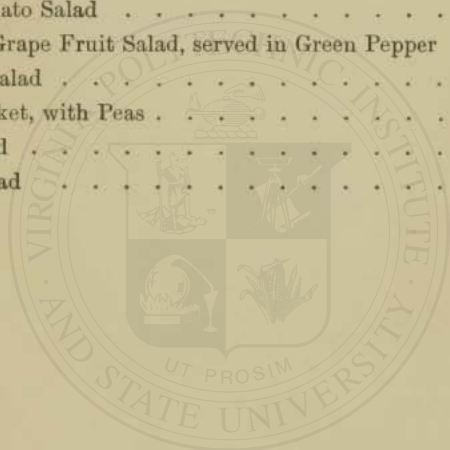 ato Salad . . . . . . . . . . .
Grape Fruit Salad, served in Green Pepper
alad . . . . . . . . . . . . .
ket, with Peas . . . . . . . . . .
d . . . . . . . . . . . . . .
ad . . . . . . . . . . . . .
VIRGINIA POLYTECHNIC INSTITUTE
· AND STATE UNIVERSITY ·
UT PROSIM